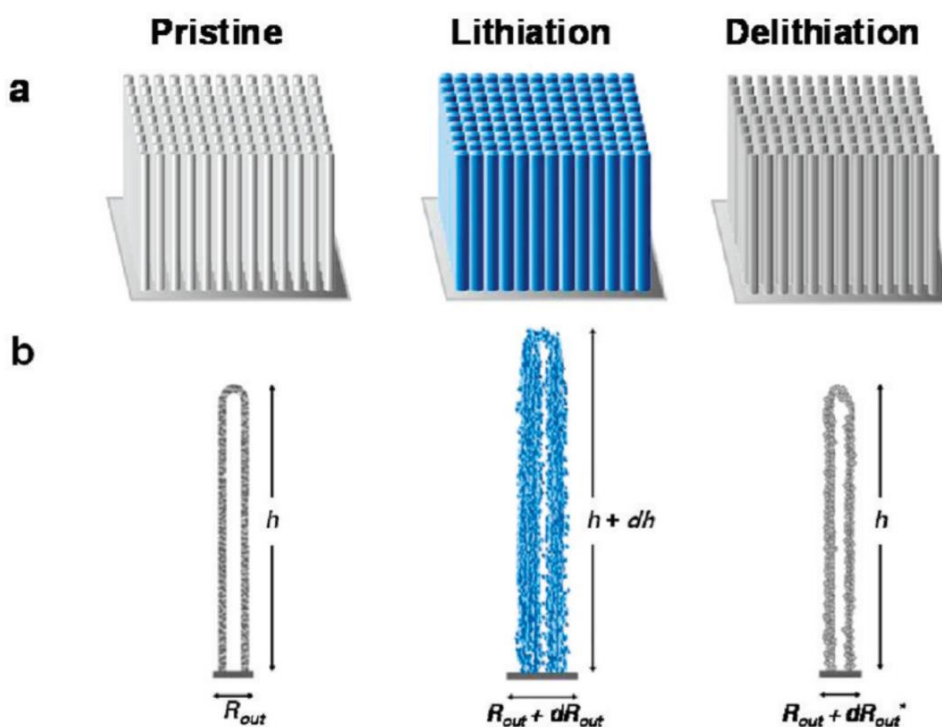 Pristine Lithiation Delithiation
a
b
h
h + dh
h
R_out
R_out + dR_out
R_out + dR_out*